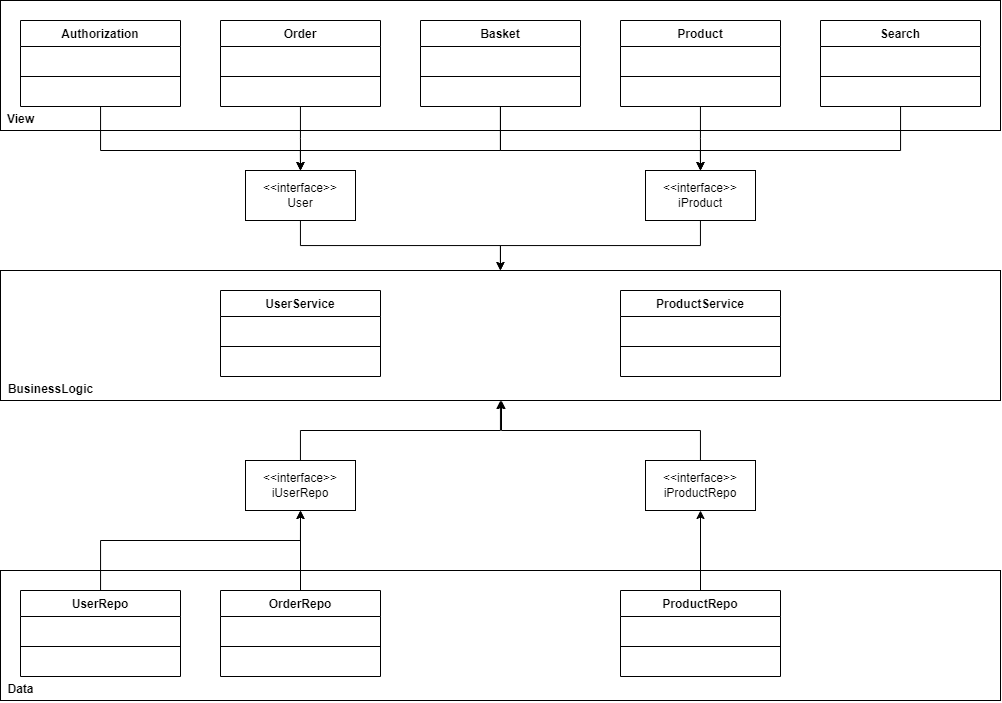 Authorization
Order
Basket
Product
Search
View
<<interface>>
User
<<interface>>
iProduct
UserService
ProductService
BusinessLogic
<<interface>>
iUserRepo
<<interface>>
iProductRepo
UserRepo
OrderRepo
ProductRepo
Data